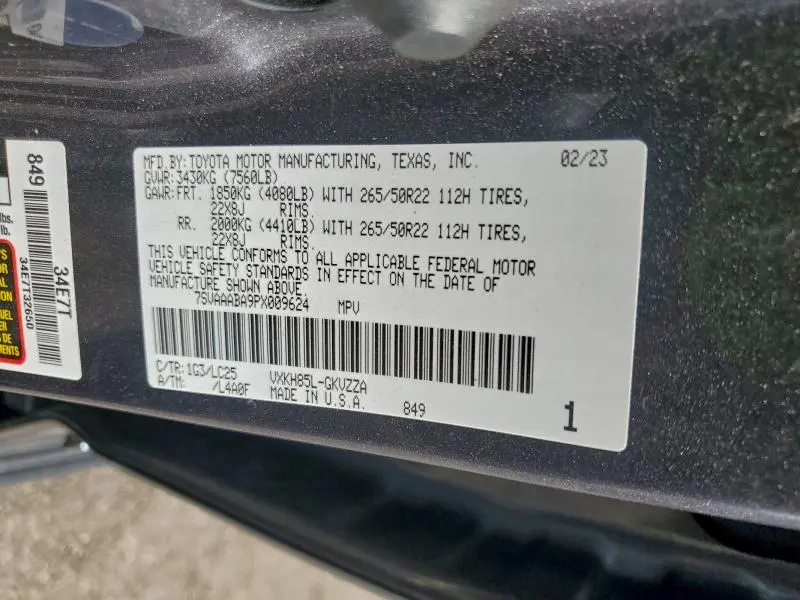 MFD.BY:TOYOTA MOTOR MANUFACTURING, TEXAS, INC. 02/23
GVWR:3430KG (7560LB)
GAWR:FRT. 1850KG (4080LB) WITH 265/50R22 112H TIRES,
22X8J RIMS.
RR. 2000KG (4410LB) WITH 265/50R22 112H TIRES,
22X8J RIMS.
THIS VEHICLE CONFORMS TO ALL APPLICABLE FEDERAL MOTOR
VEHICLE SAFETY STANDARDS IN EFFECT ON THE DATE OF
MANUFACTURE SHOWN ABOVE.
7SVAAABA9PX009624 MPV
C/TR:1G3/LC25 VXKH85L-GKVZZA
A/TM: /L4A0F MADE IN U.S.A. 849 1
849
34E7T
34E7T32650
lbs.
lb.
DE